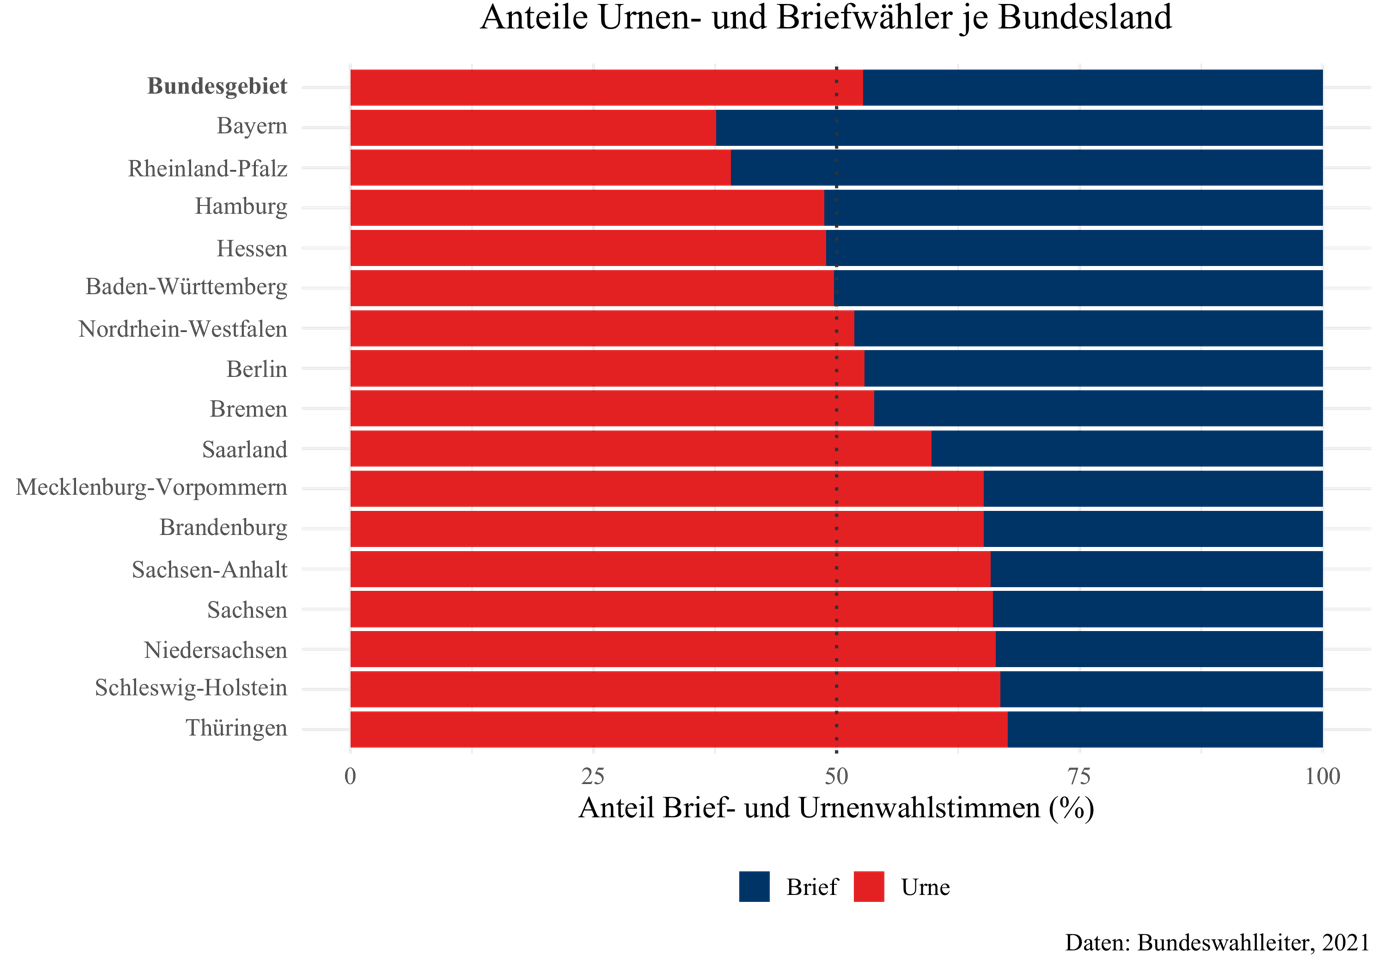 Anteile Urnen- und Briefwähler je Bundesland
Bundesgebiet
Bayern
Rheinland-Pfalz
Hamburg
Hessen
Baden-Württemberg
Nordrhein-Westfalen
Berlin
Bremen
Saarland
Mecklenburg-Vorpommern
Brandenburg
Sachsen-Anhalt
Sachsen
Niedersachsen
Schleswig-Holstein
Thüringen
0 25 50 75 100
Anteil Brief- und Urnenwahlstimmen (%)
Brief Urne
Daten: Bundeswahlleiter, 2021